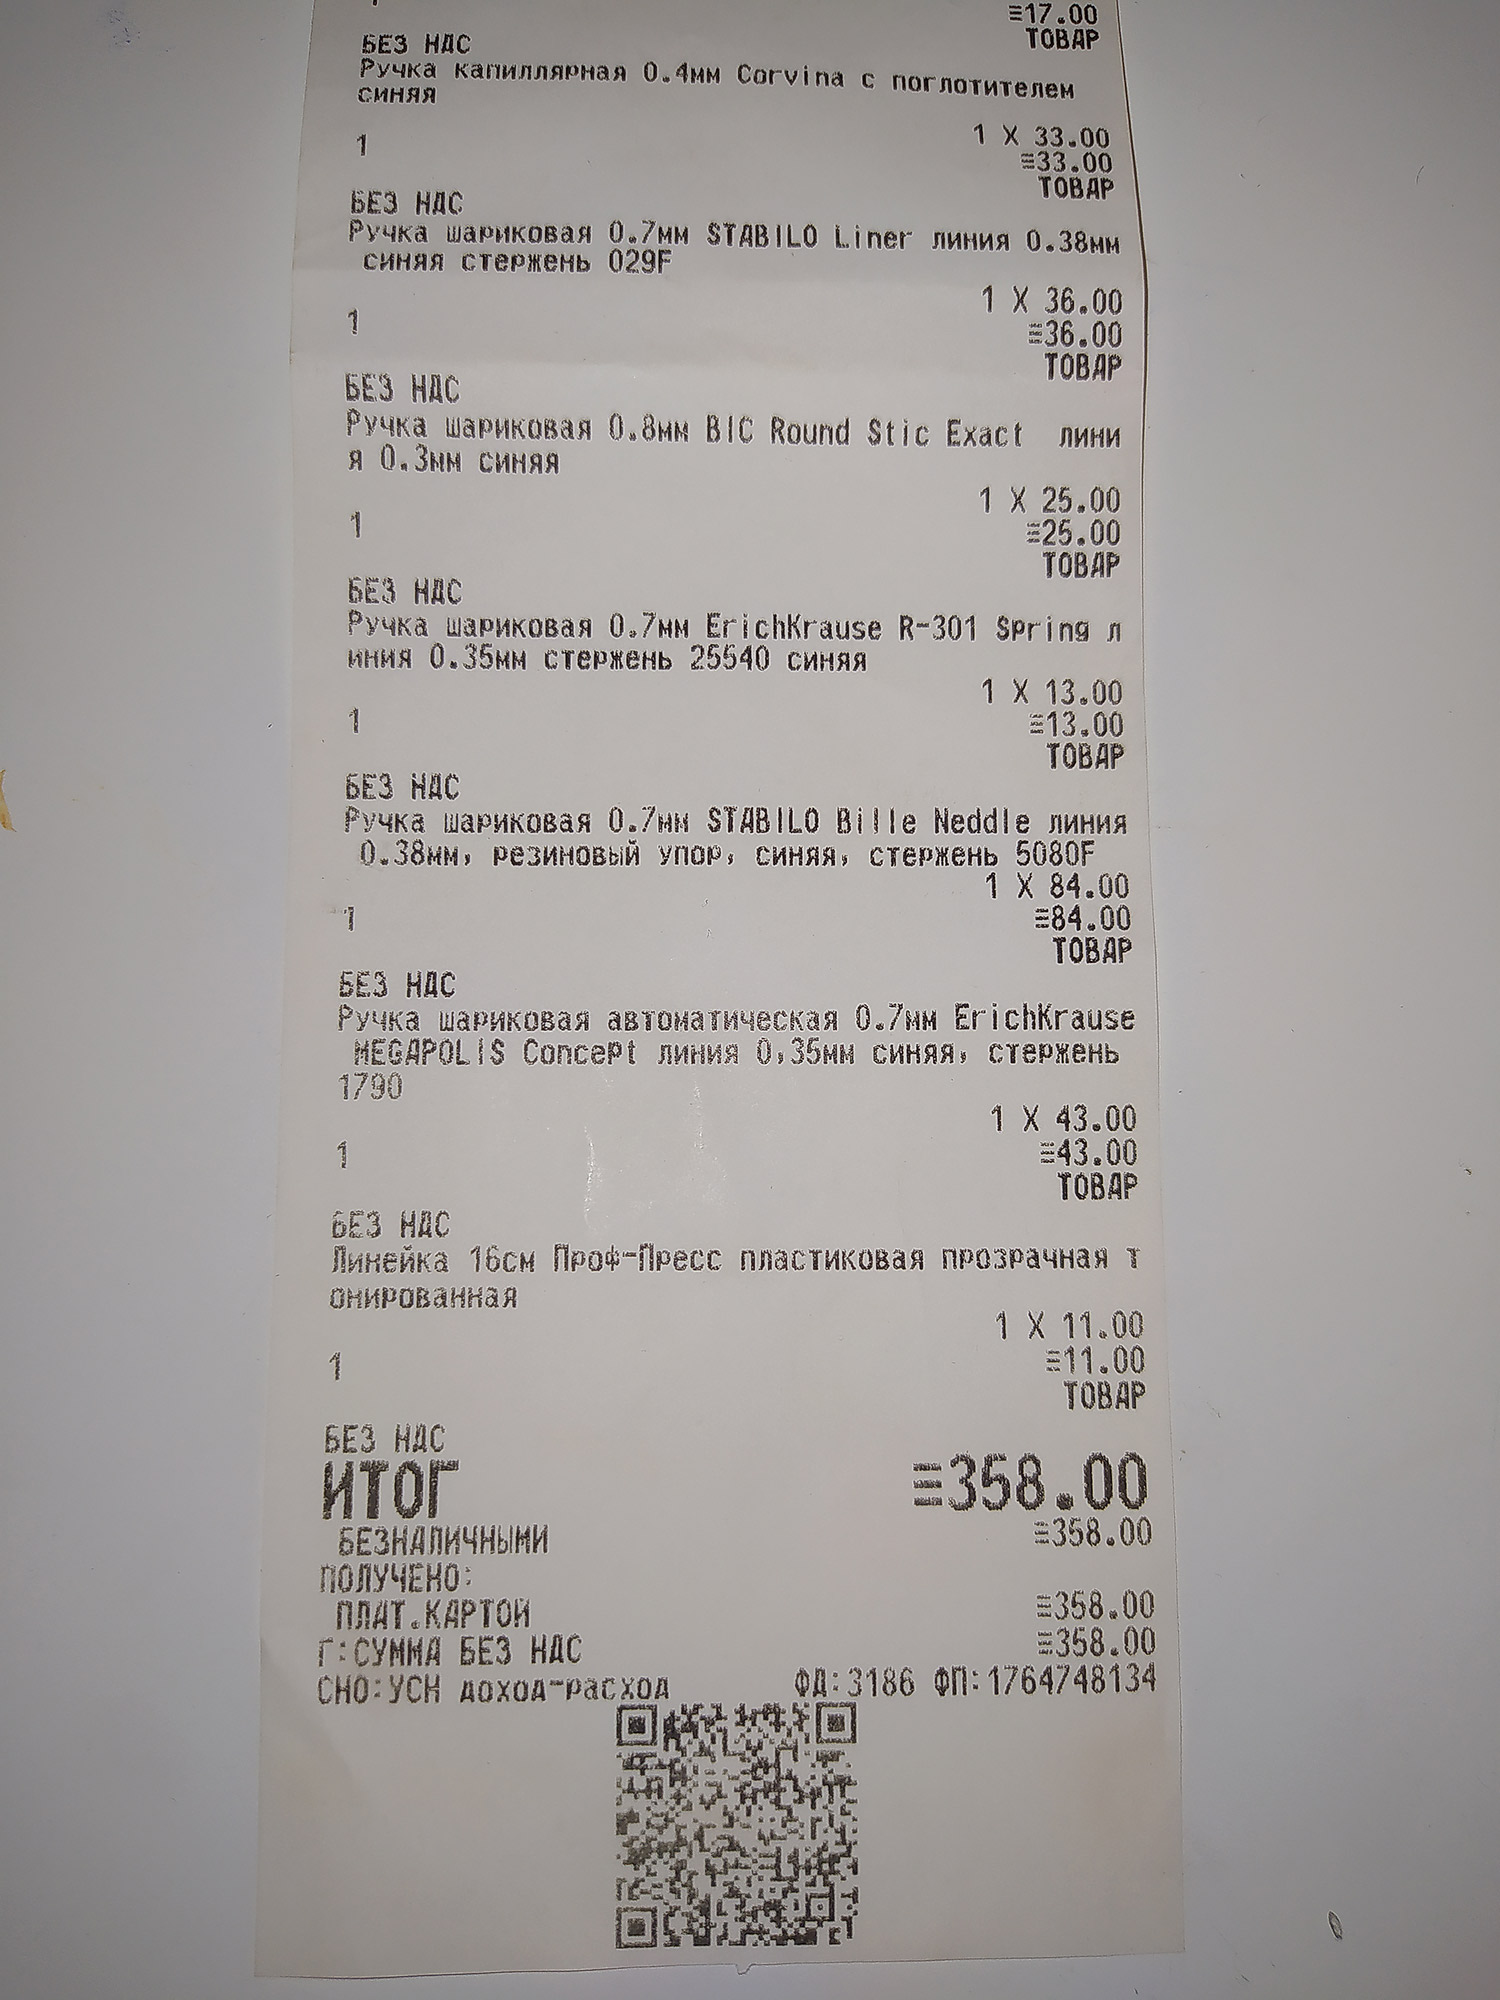 ≡17.00
ТОВАР
БЕЗ НДС
Ручка капиллярная 0.4мм Corvina с поглотителем
синяя
1 X 33.00
1 ≡33.00
ТОВАР
БЕЗ НДС
Ручка шариковая 0.7мм STABILO Liner линия 0.38мм
синяя стержень 029F
1 X 36.00
1 ≡36.00
ТОВАР
БЕЗ НДС
Ручка шариковая 0.8мм BIC Round Stic Exact лини
я 0.3мм синяя
1 X 25.00
1 ≡25.00
ТОВАР
БЕЗ НДС
Ручка шариковая 0.7мм ErichKrause R-301 Spring л
иния 0.35мм стержень 25540 синяя
1 X 13.00
1 ≡13.00
ТОВАР
БЕЗ НДС
Ручка шариковая 0.7мм STABILO Bille Neddle линия
0.38мм, резиновый упор, синяя, стержень 5080F
1 X 84.00
1 ≡84.00
ТОВАР
БЕЗ НДС
Ручка шариковая автоматическая 0.7мм ErichKrause
MEGAPOLIS Concept линия 0,35мм синяя, стержень
1790
1 X 43.00
1 ≡43.00
ТОВАР
БЕЗ НДС
Линейка 16см Проф-Пресс пластиковая прозрачная т
онированная
1 X 11.00
1 ≡11.00
ТОВАР
БЕЗ НДС
ИТОГ ≡358.00
БЕЗНАЛИЧНЫМИ ≡358.00
ПОЛУЧЕНО:
ПЛАТ.КАРТОЙ ≡358.00
Г:СУММА БЕЗ НДС ≡358.00
СНО:УСН доход-расход ФД:3186 ФП:1764748134